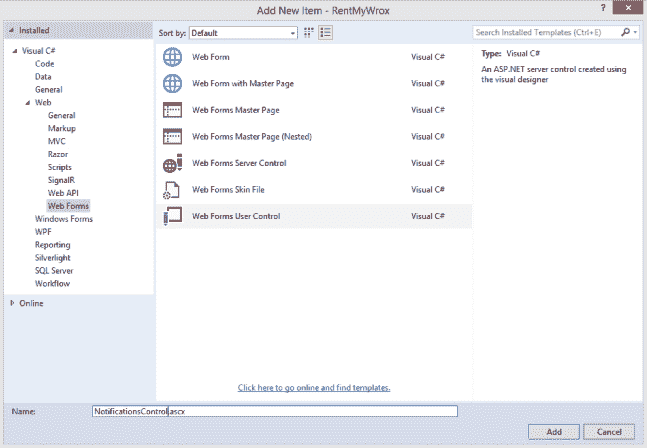 Add New Item - RentMyWrox
?
Installed
Sort by: Default
Search Installed Templates (Ctrl+E)
Visual C#
Code
Data
General
Web
General
Markup
MVC
Razor
Scripts
SignalR
Web API
Web Forms
Windows Forms
WPF
Reporting
Silverlight
SQL Server
Workflow
Online
Web Form Visual C#
Web Form with Master Page Visual C#
Web Forms Master Page Visual C#
Web Forms Master Page (Nested) Visual C#
Web Forms Server Control Visual C#
Web Forms Skin File Visual C#
Web Forms User Control Visual C#
Type: Visual C#
An ASP.NET server control created using
the visual designer
Click here to go online and find templates.
Name: NotificationsControl.ascx
Add Cancel